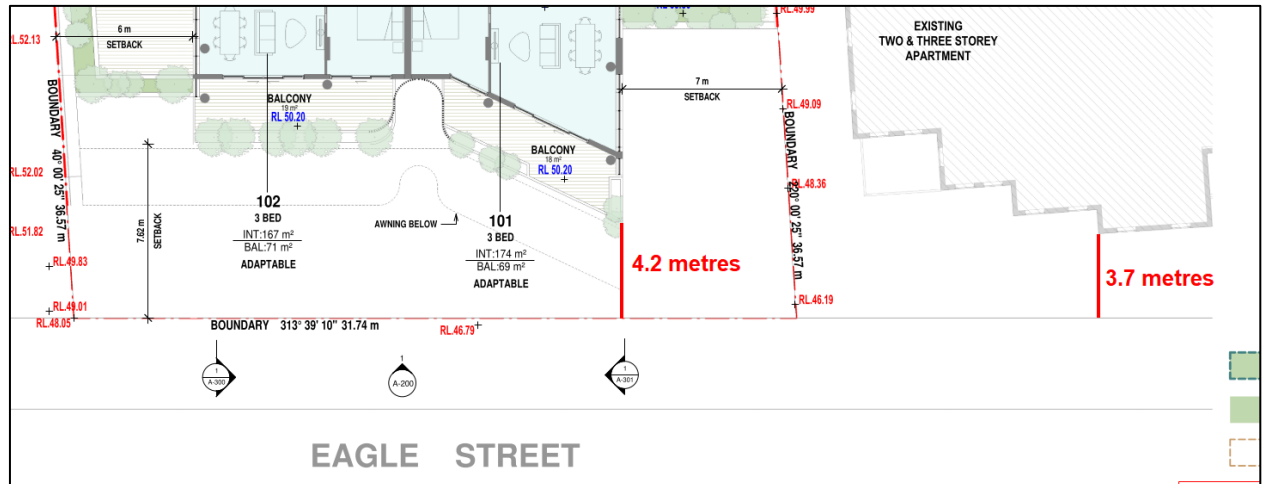 RL.52.13
6 m
SETBACK
BALCONY
19 m²
RL 50.20
BALCONY
18 m²
RL 50.20
7 m
SETBACK
RL.49.99
EXISTING
TWO & THREE STOREY
APARTMENT
RL.49.09
BOUNDARY 40° 00' 25" 36.57 m
BOUNDARY 220° 00' 25" 36.57 m
RL.48.36
RL.52.02
RL.51.82
7.62 m
SETBACK
102
3 BED
INT:167 m²
BAL:71 m²
ADAPTABLE
AWNING BELOW
101
3 BED
INT:174 m²
BAL:69 m²
ADAPTABLE
4.2 metres
3.7 metres
RL.49.83
RL.49.01
RL.48.05
RL.46.19
BOUNDARY 313° 39' 10" 31.74 m
RL.46.79
1
A-300
1
A-200
1
A-301
EAGLE STREET